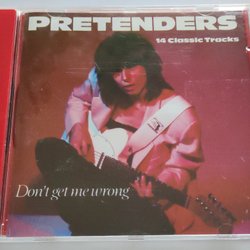 PRETENDERS
14 Classic Tracks
Don't get me wrong